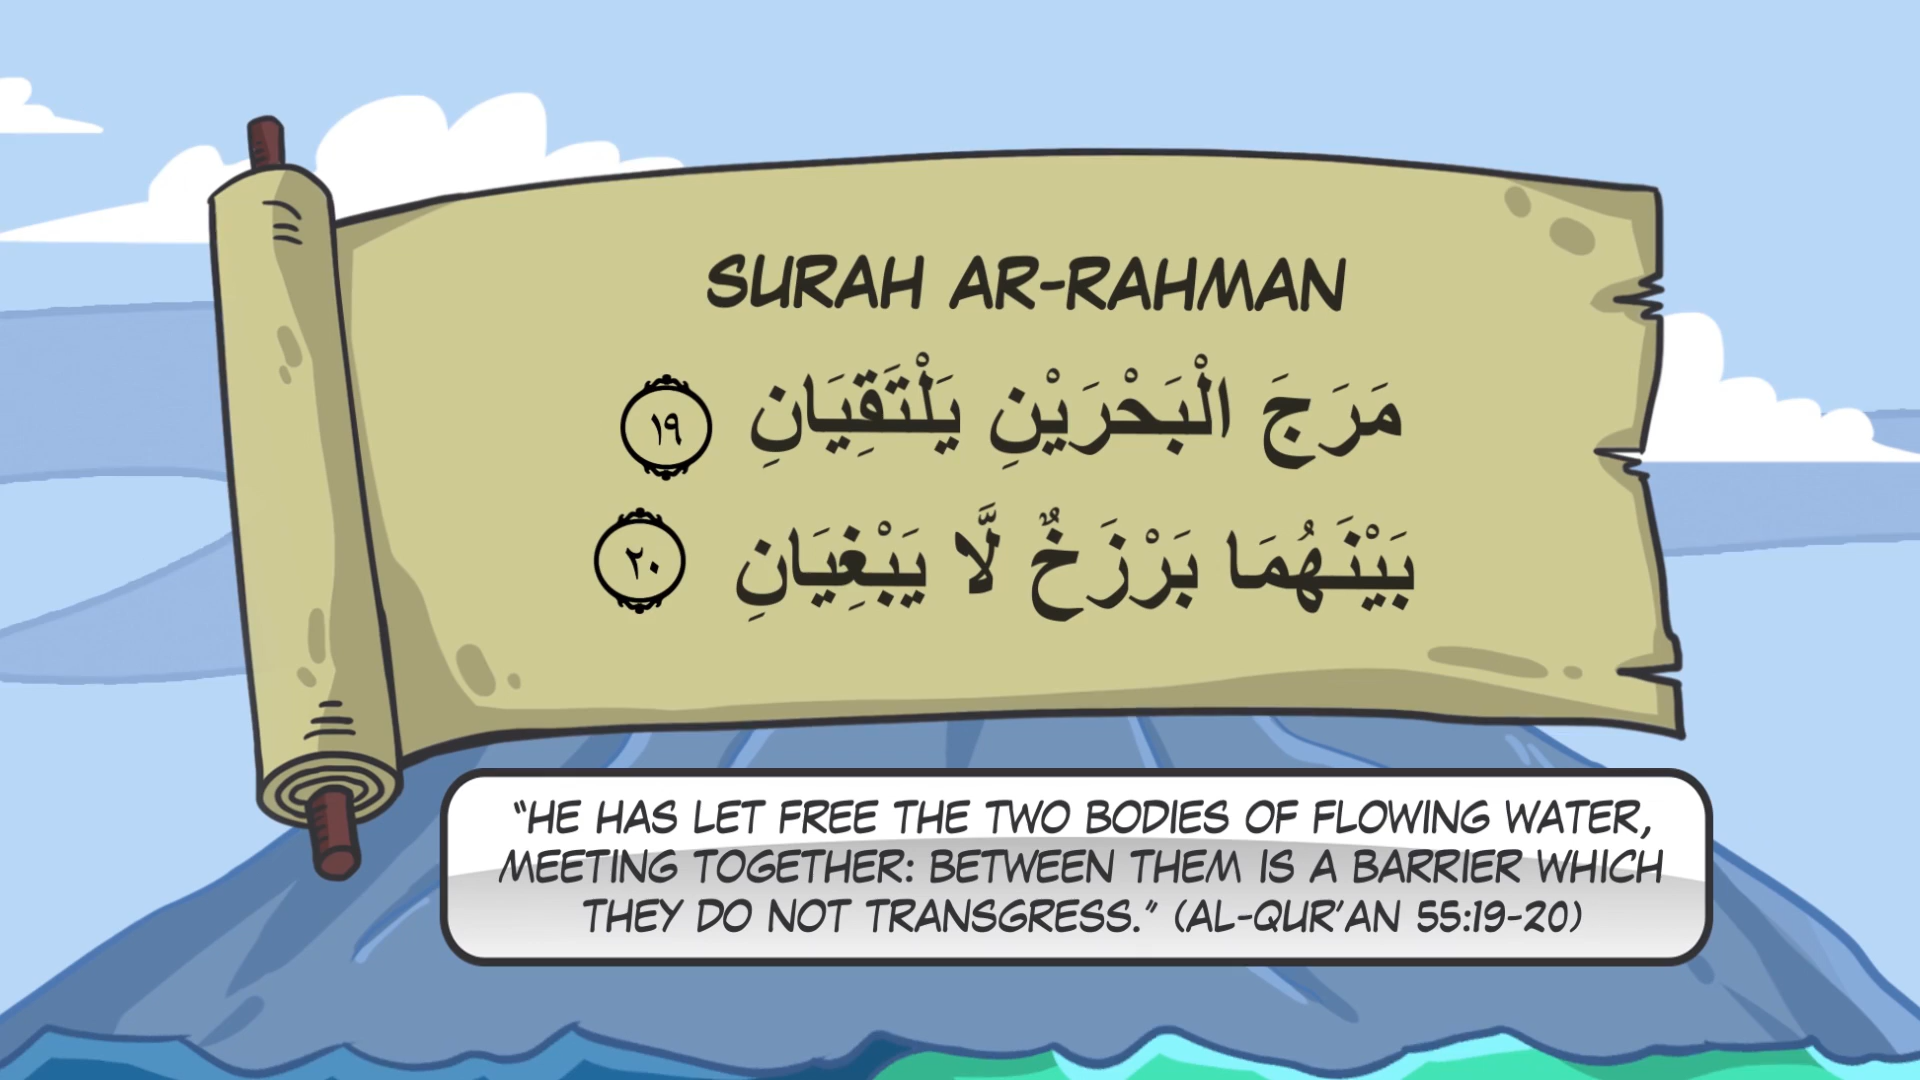 SURAH AR-RAHMAN
مَرَجَ الْبَحْرَيْنِ يَلْتَقِيَانِ ١٩
بَيْنَهُمَا بَرْزَخٌ لَّا يَبْغِيَانِ ٢٠
"HE HAS LET FREE THE TWO BODIES OF FLOWING WATER,
MEETING TOGETHER: BETWEEN THEM IS A BARRIER WHICH
THEY DO NOT TRANSGRESS." (AL-QUR'AN 55:19-20)